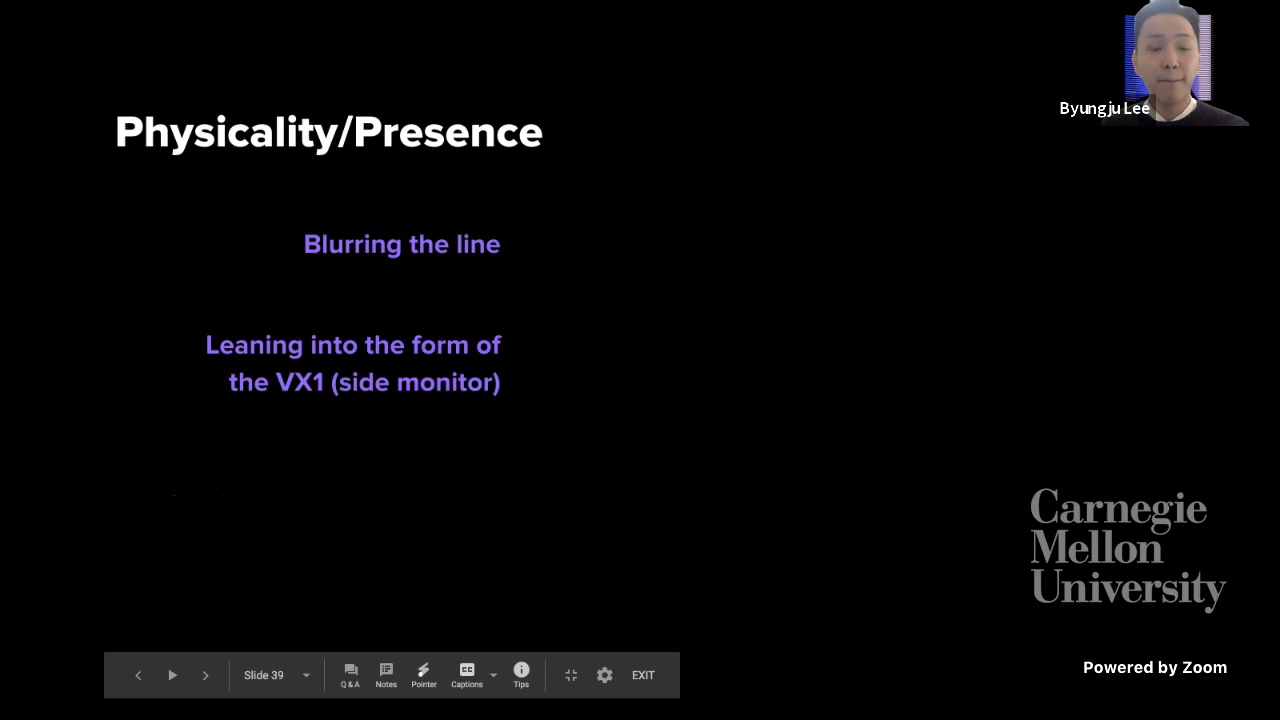 Physicality/Presence
Byungju Lee
Blurring the line
Leaning into the form of
the VX1 (side monitor)
Carnegie
Mellon
University
Slide 39
Q & A
Notes
Pointer
Captions
Tips
EXIT
Powered by Zoom